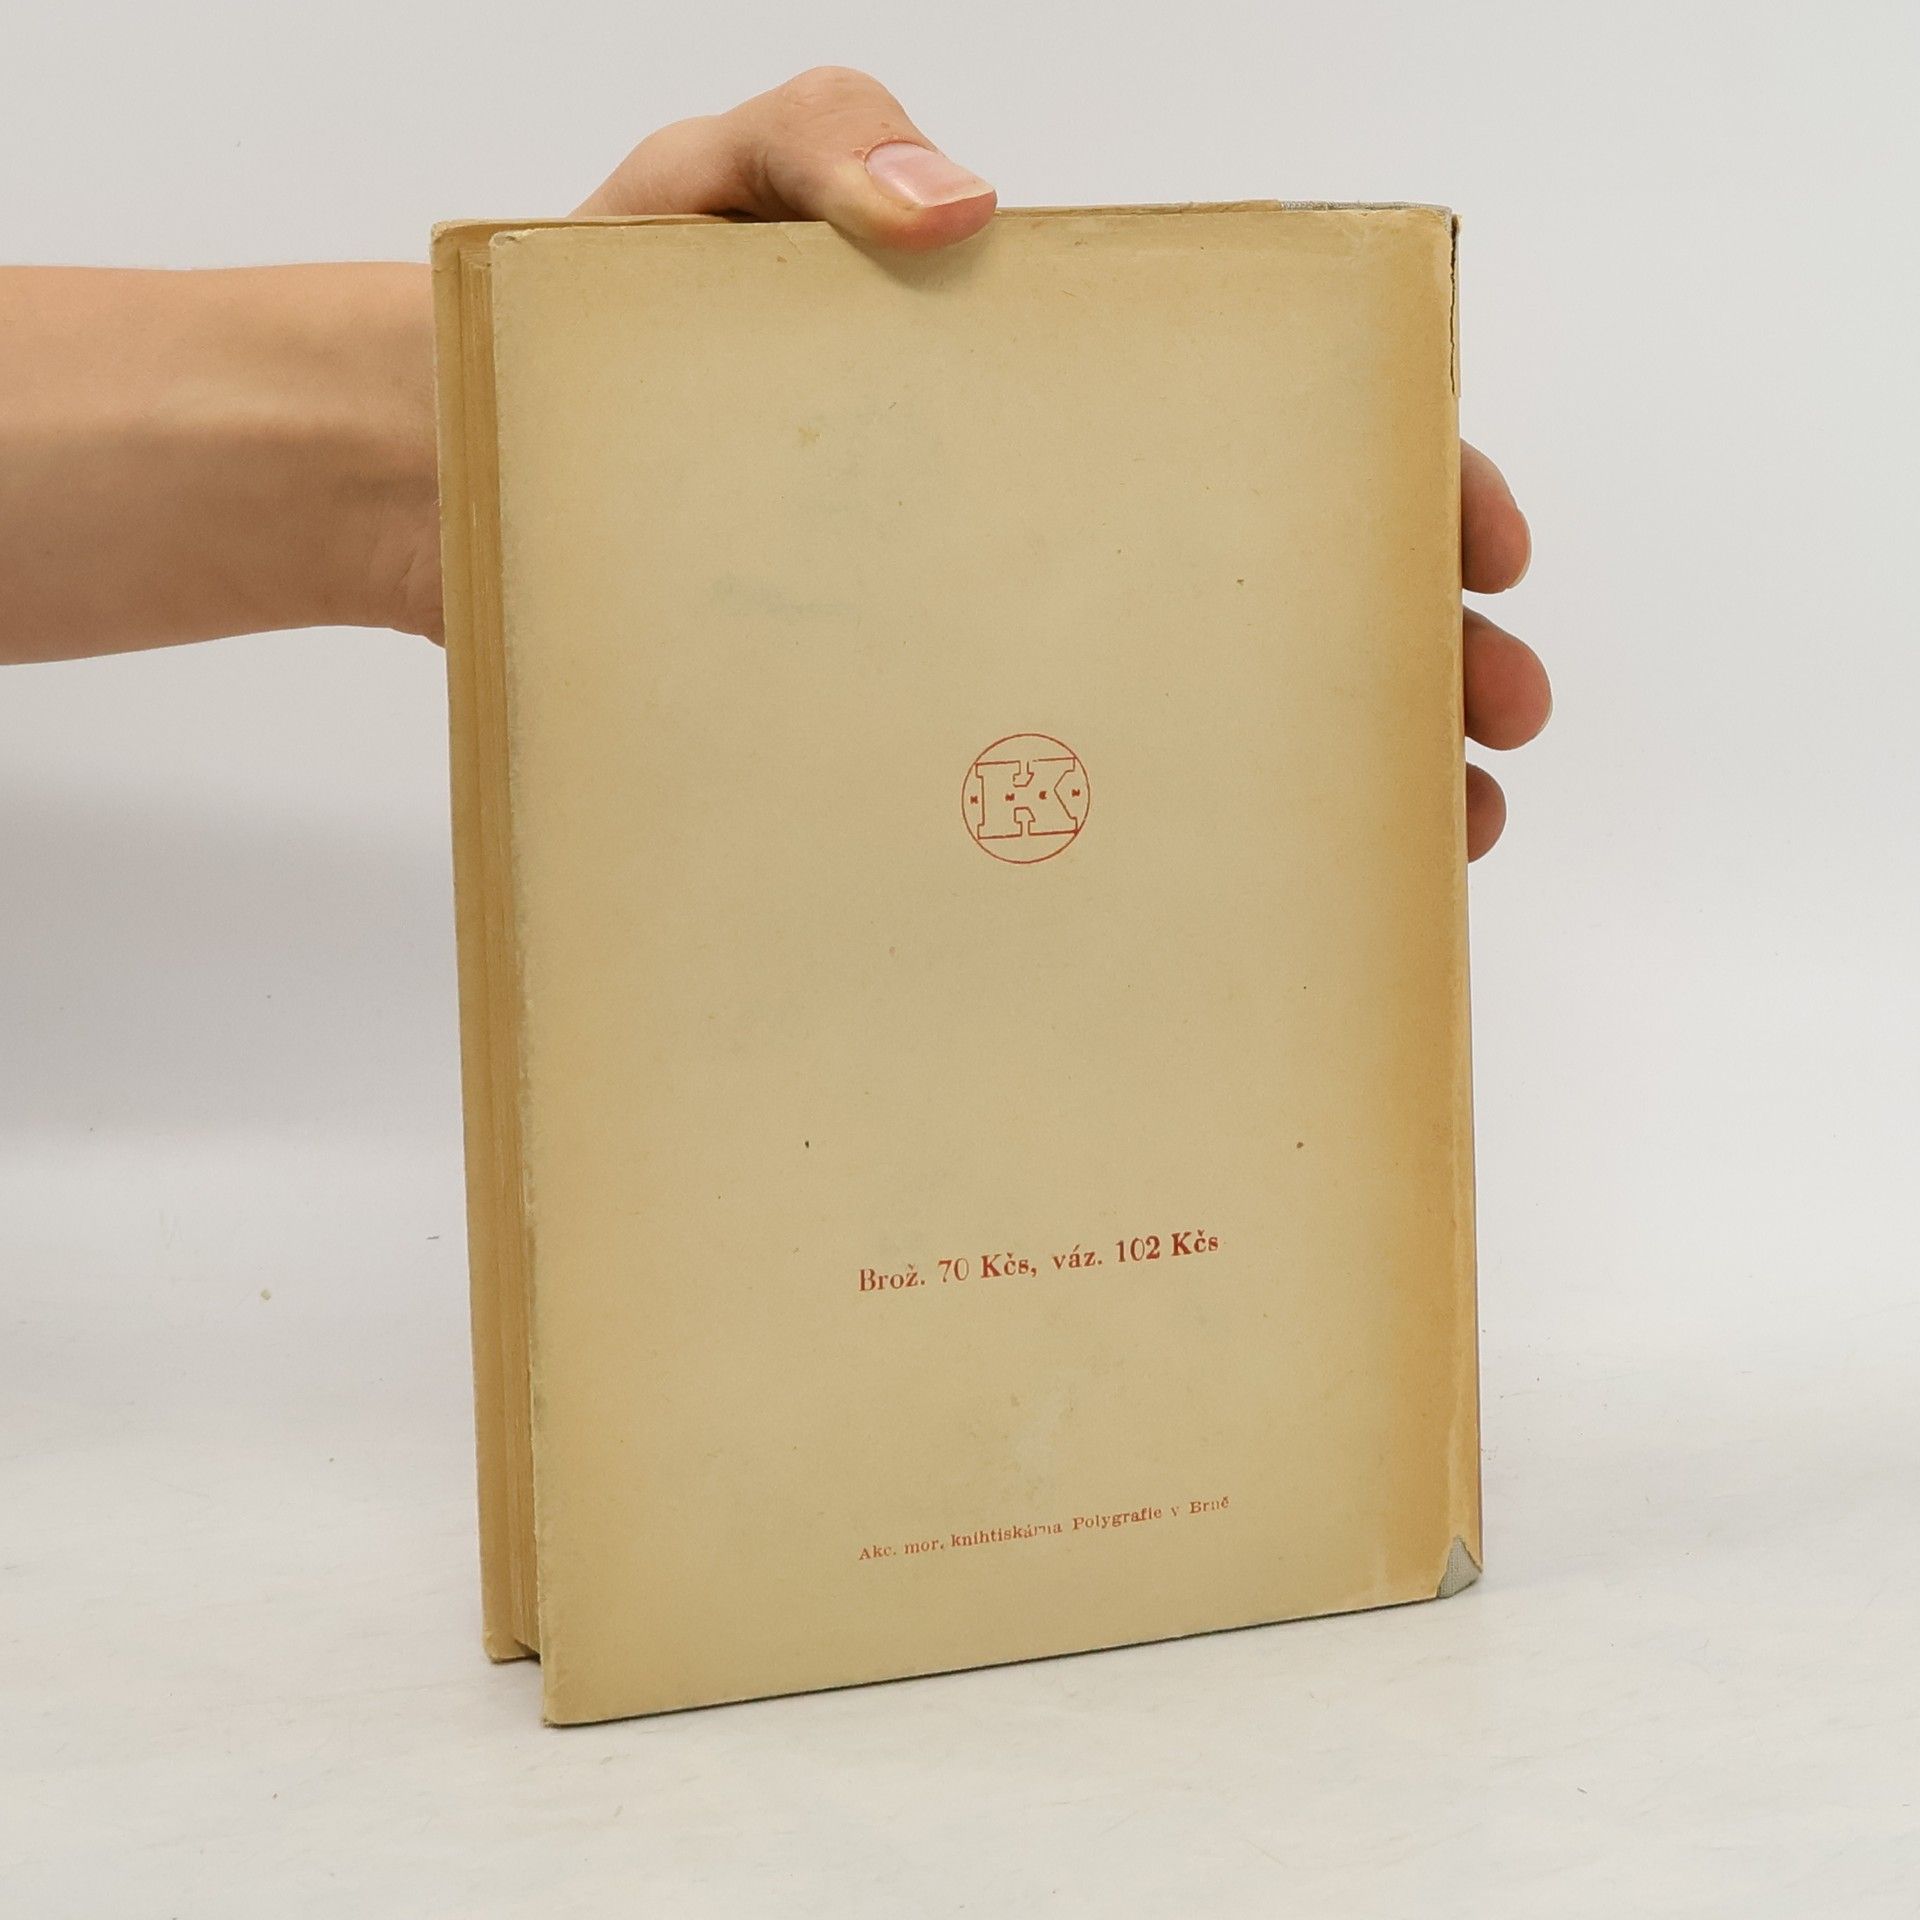 K
Brož. 70 Kčs, váz. 102 Kčs
Akc. mor. knihtiskárna Polygrafie v Brně